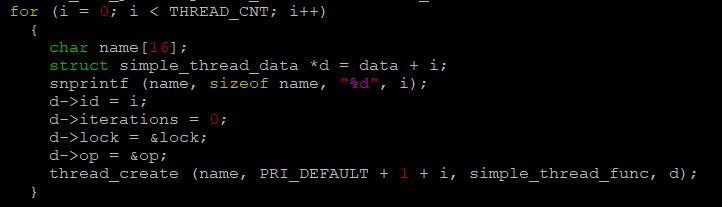 for (i = 0; i < THREAD_CNT; i++)
{
char name[16];
struct simple_thread_data *d = data + i;
snprintf (name, sizeof name, "%d", i);
d->id = i;
d->iterations = 0;
d->lock = &lock;
d->op = &op;
thread_create (name, PRI_DEFAULT + 1 + i, simple_thread_func, d);
}